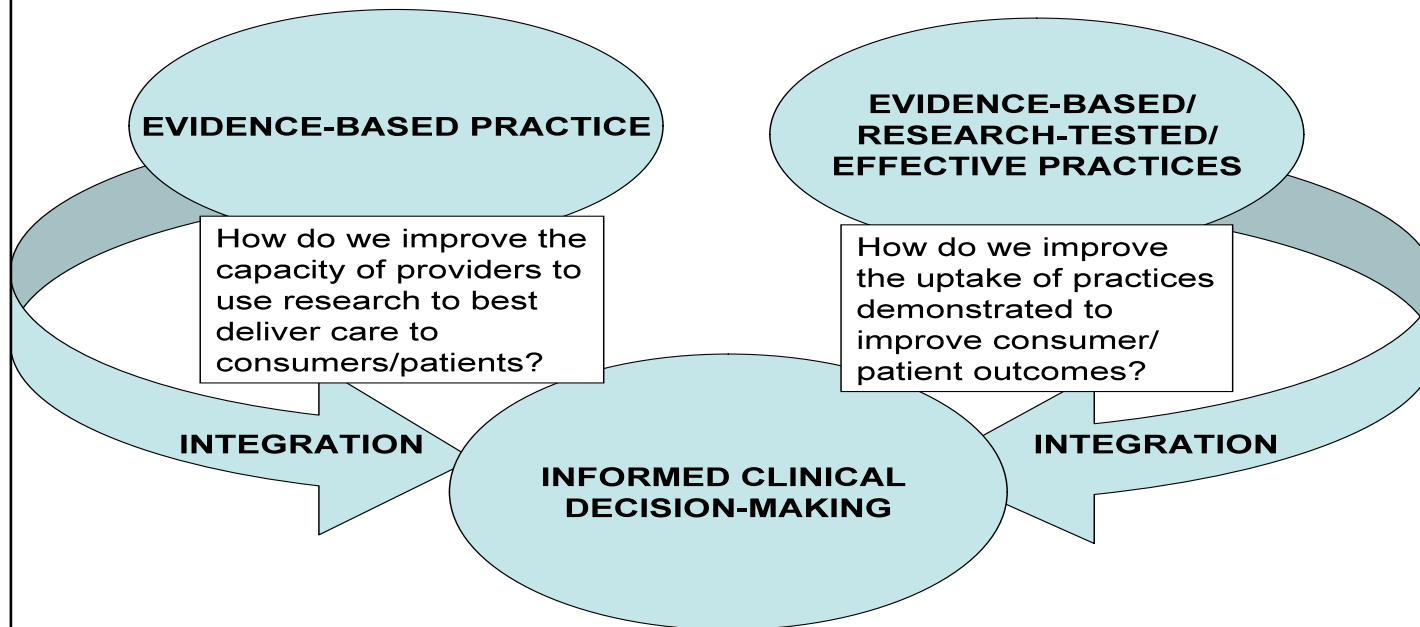 EVIDENCE-BASED PRACTICE
How do we improve the
capacity of providers to
use research to best
deliver care to
consumers/patients?
INTEGRATION
EVIDENCE-BASED/
RESEARCH-TESTED/
EFFECTIVE PRACTICES
How do we improve
the uptake of practices
demonstrated to
improve consumer/
patient outcomes?
INTEGRATION
INFORMED CLINICAL
DECISION-MAKING